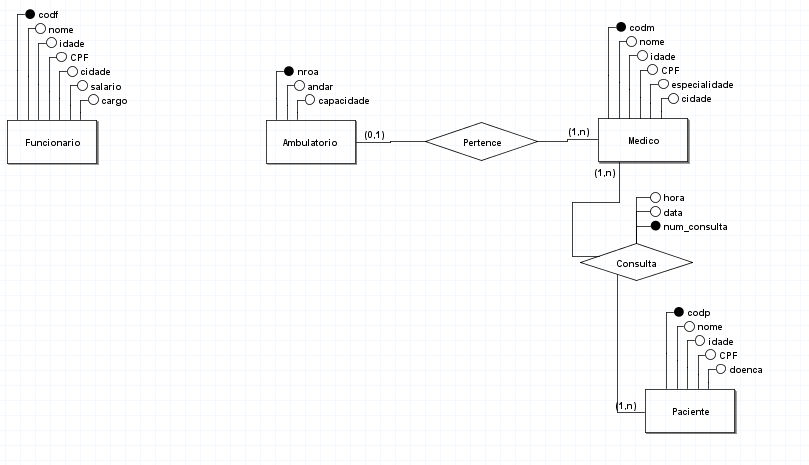 codf
nome
idade
CPF
cidade
salario
cargo
Funcionario
nroa
andar
capacidade
Ambulatorio
(0,1)
Pertence
(1,n)
codm
nome
idade
CPF
especialidade
cidade
Medico
(1,n)
hora
data
num_consulta
Consulta
codp
nome
idade
CPF
doenca
(1,n)
Paciente